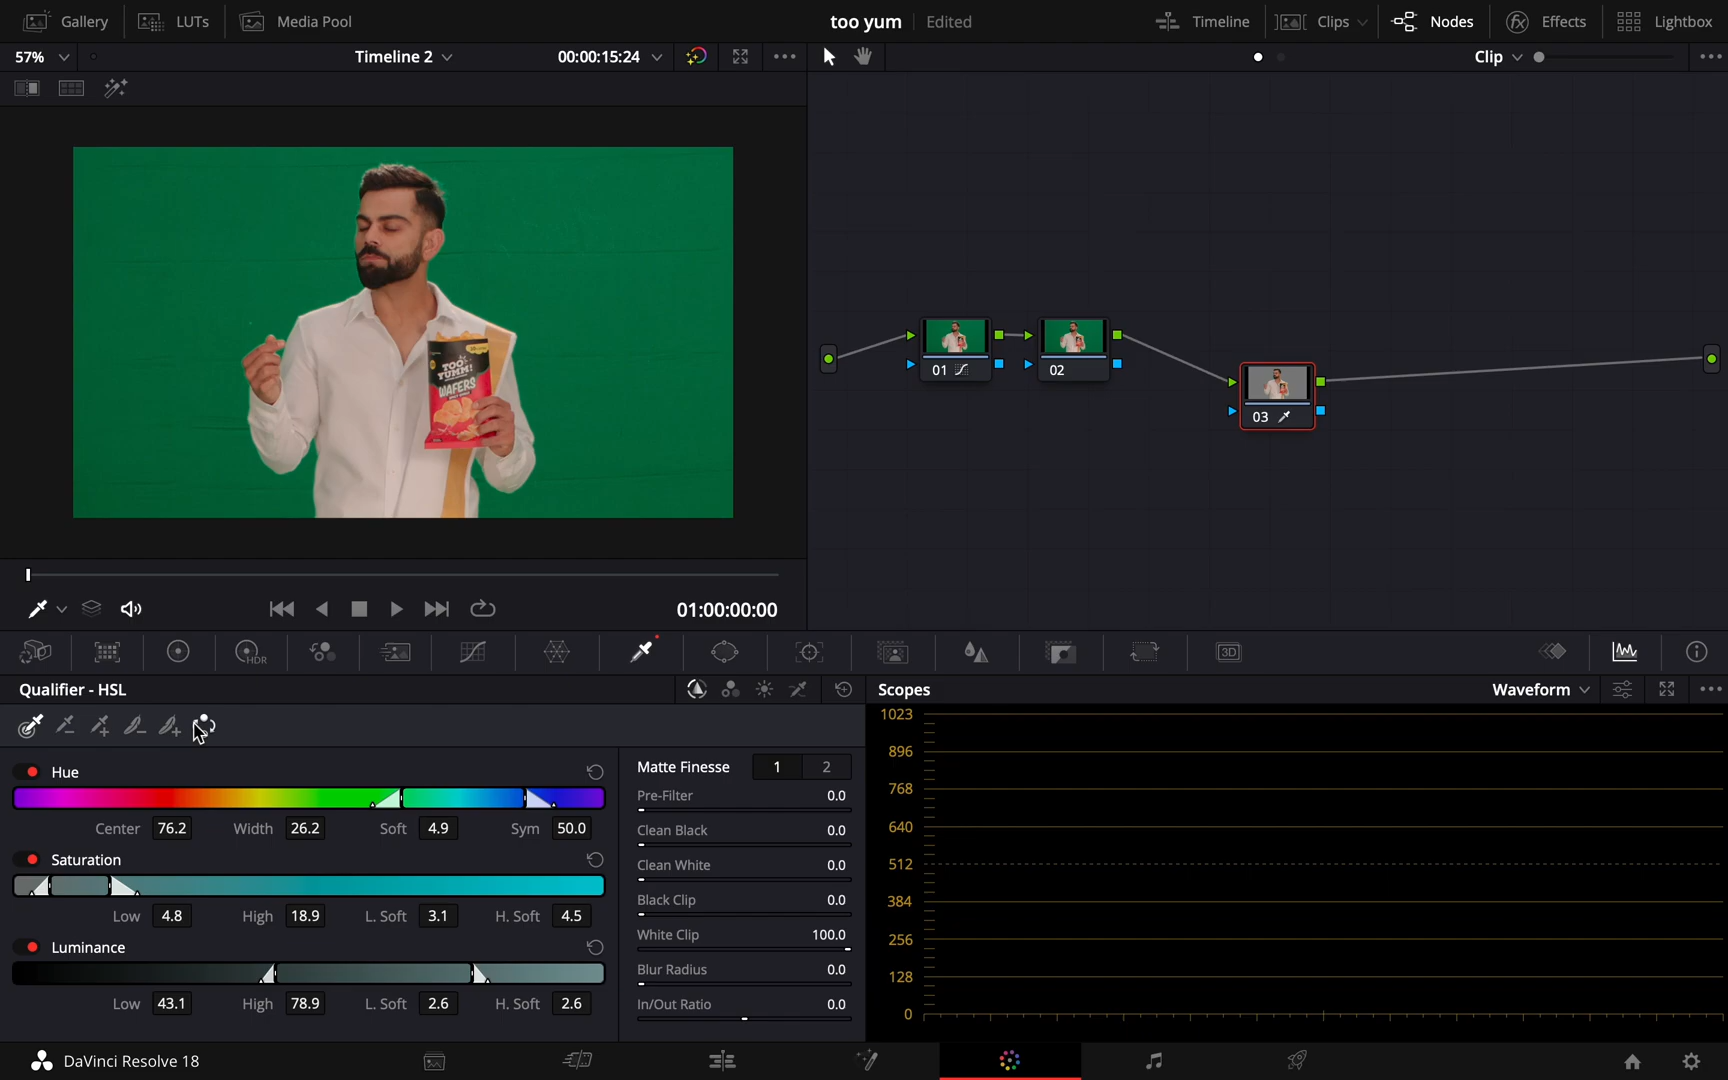 Gallery LUTs Media Pool too yum Edited Timeline Clips Nodes Effects Lightbox
57% Timeline 2 00:00:15:24 Clip
TOO
YUMM!
WAFERS
01 02
03
01:00:00:00
HDR 3D
Qualifier - HSL Scopes Waveform
Hue
Center 76.2 Width 26.2 Soft 4.9 Sym 50.0
Saturation
Low 4.8 High 18.9 L. Soft 3.1 H. Soft 4.5
Luminance
Low 43.1 High 78.9 L. Soft 2.6 H. Soft 2.6
Matte Finesse 1 2
Pre-Filter 0.0
Clean Black 0.0
Clean White 0.0
Black Clip 0.0
White Clip 100.0
Blur Radius 0.0
In/Out Ratio 0.0
1023
896
768
640
512
384
256
128
0
DaVinci Resolve 18